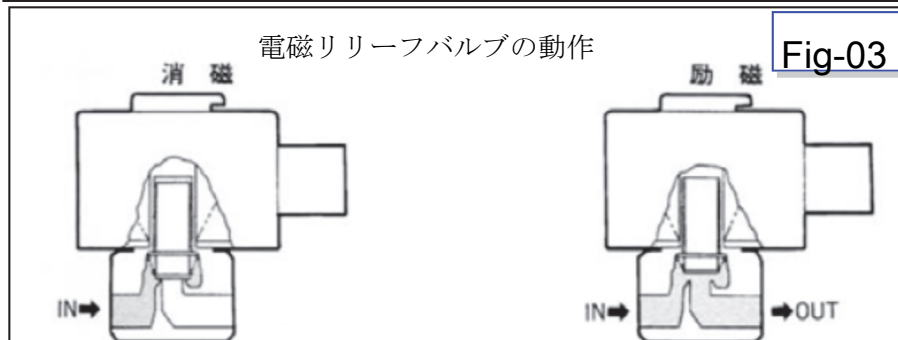 電磁リリーフバルブの動作
Fig-03
消 磁
励 磁
IN➡
IN➡
➡OUT